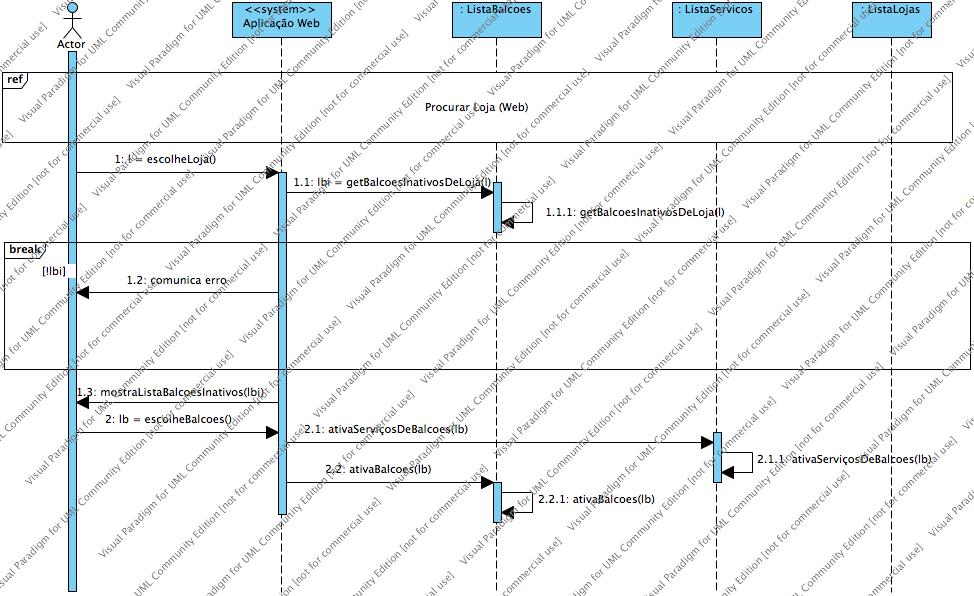 <<system>>
Aplicação Web
: ListaBalcoes
: ListaServicos
: ListaLojas
Actor
ref
Procurar Loja (Web)
1: l = escolheLoja()
1.1: lbi = getBalcoesInativosDeLoja(l)
1.1.1: getBalcoesInativosDeLoja(l)
break
[!lbi]
1.2: comunica erro
1.3: mostraListaBalcoesInativos(lbi)
2: lb = escolheBalcoes()
2.1: ativaServiçosDeBalcoes(lb)
2.1.1: ativaServiçosDeBalcoes(lb)
2.2: ativaBalcoes(lb)
2.2.1: ativaBalcoes(lb)
Visual Paradigm for UML Community Edition [not for commercial use]